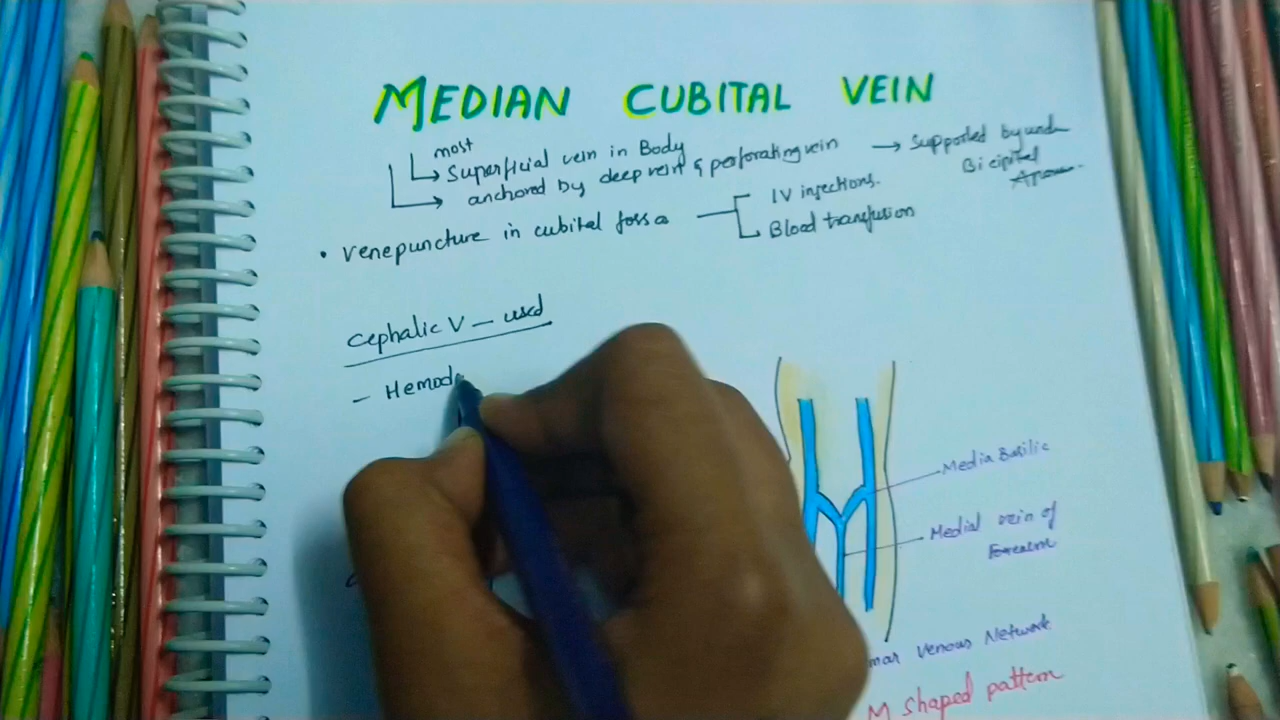 MEDIAN CUBITAL VEIN
most
Superficial vein in Body
anchored by deep vein & perforating vein → Supported by
Bicipital
• venepuncture in cubital fossa
IV injections.
Blood transfusion
Cephalic V — used
– Hemod
Media Basilic
Medial vein of
Forearm
mar Venous Network
M shaped pattern